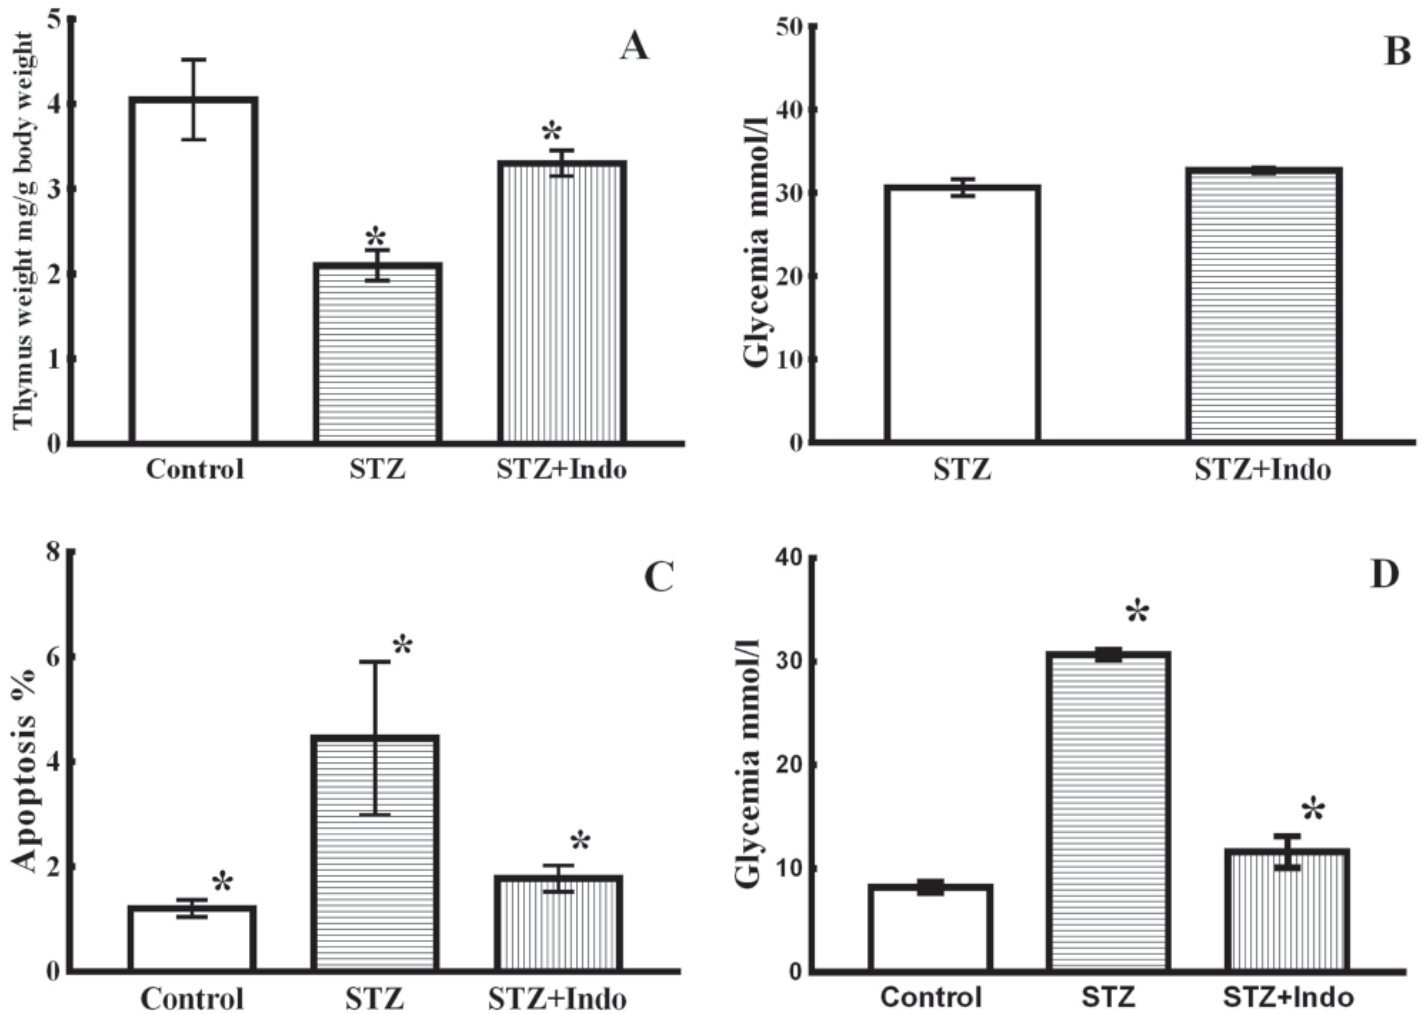 A
Thymus weight mg/g body weight
5
4
3
2
1
0
*
*
Control STZ STZ+Indo
B
Glycemia mmol/l
50
40
30
20
10
0
STZ STZ+Indo
C
Apoptosis %
8
6
4
2
0
*
*
*
Control STZ STZ+Indo
D
Glycemia mmol/l
40
30
20
10
0
*
*
Control STZ STZ+Indo